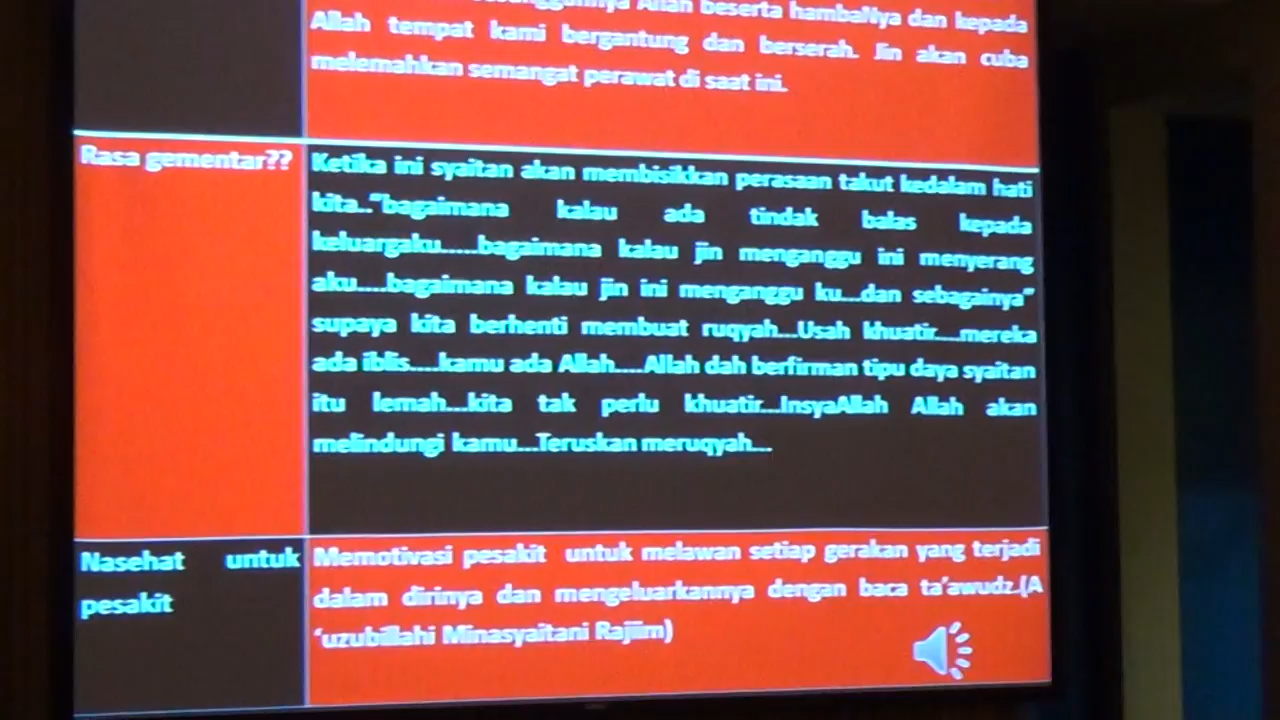 Allah beserta hambaNya dan kepada
Allah tempat kami bergantung dan berserah. Jin akan cuba
melemahkan semangat perawat di saat ini.
Rasa gementar??
Ketika ini syaitan akan membisikkan perasaan takut kedalam hati
kita.."bagaimana kalau ada tindak balas kepada
keluargaku.....bagaimana kalau jin menganggu ini menyerang
aku....bagaimana kalau jin ini menganggu ku...dan sebagainya"
supaya kita berhenti membuat ruqyah...Usah khuatir....mereka
ada iblis....kamu ada Allah....Allah dah berfirman tipu daya syaitan
itu lemah...kita tak perlu khuatir...InsyaAllah Allah akan
melindungi kamu...Teruskan meruqyah...
Nasehat untuk
pesakit
Memotivasi pesakit untuk melawan setiap gerakan yang terjadi
dalam dirinya dan mengeluarkannya dengan baca ta'awudz.(A
'uzubillahi Minasyaitani Rajiim)